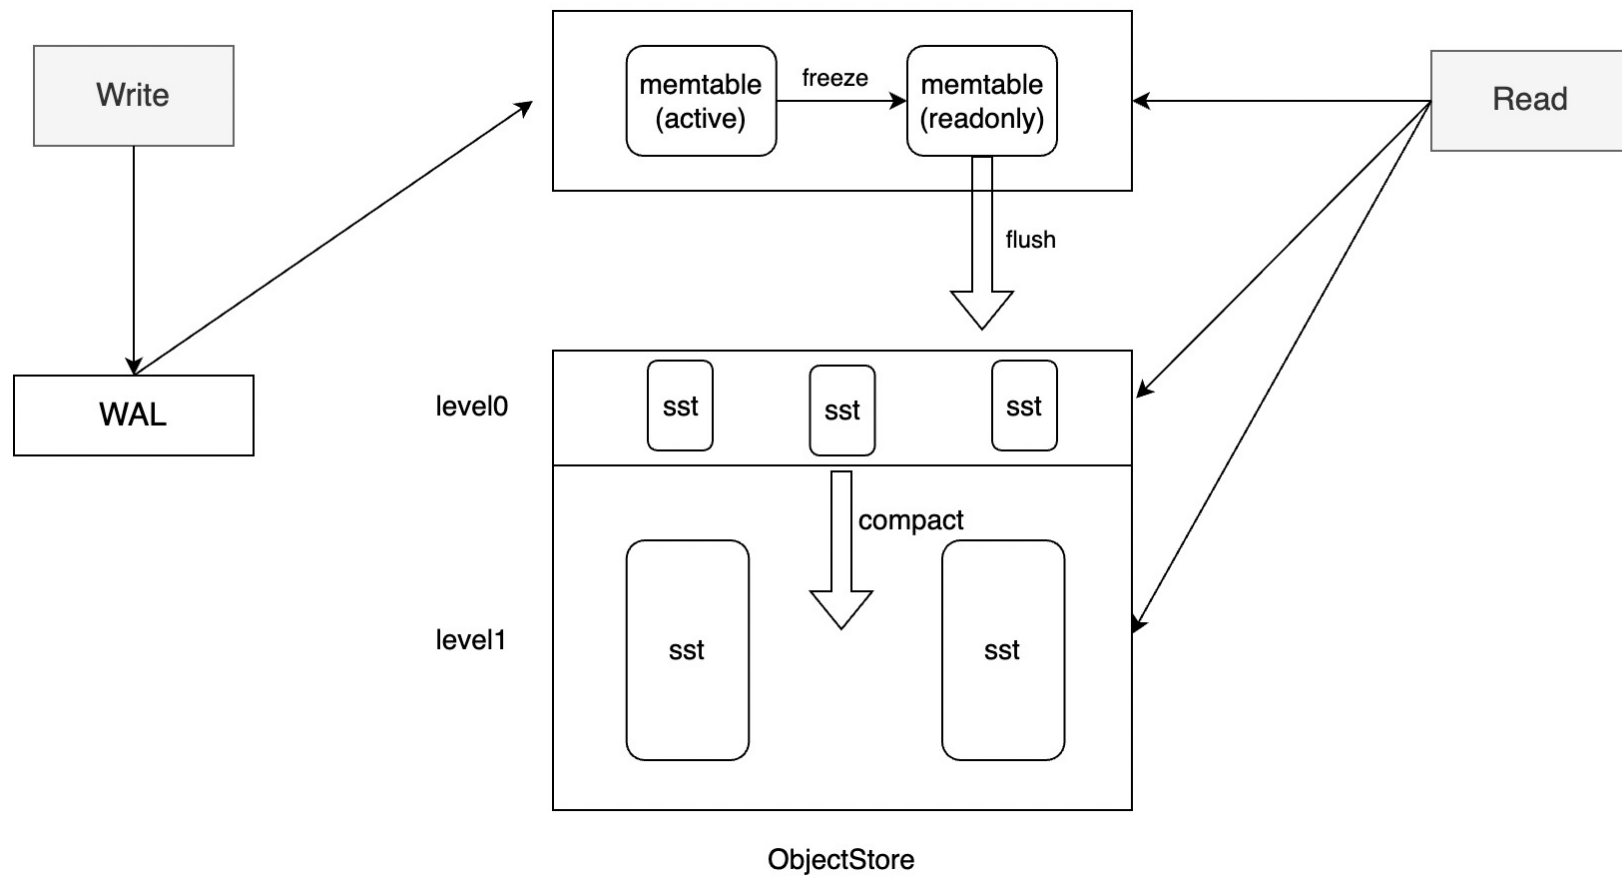 Write
memtable
(active)
freeze
memtable
(readonly)
Read
flush
WAL
level0
sst
sst
sst
compact
level1
sst
sst
ObjectStore